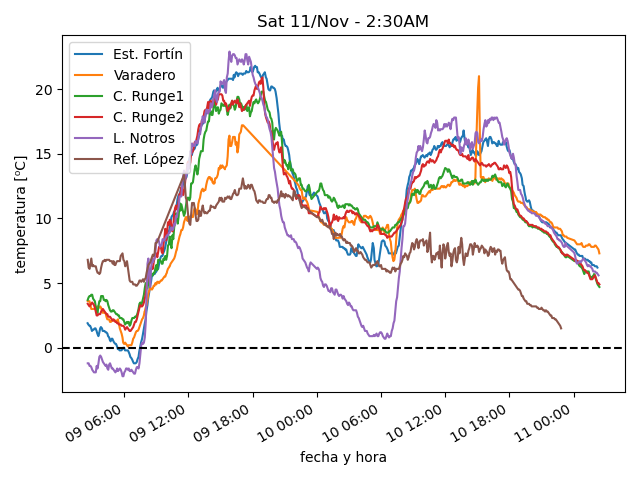 Sat 11/Nov - 2:30AM
Est. Fortín
Varadero
C. Runge1
C. Runge2
L. Notros
Ref. López
temperatura [ºC]
20
15
10
5
0
09 06:00
09 12:00
09 18:00
10 00:00
10 06:00
10 12:00
10 18:00
11 00:00
fecha y hora